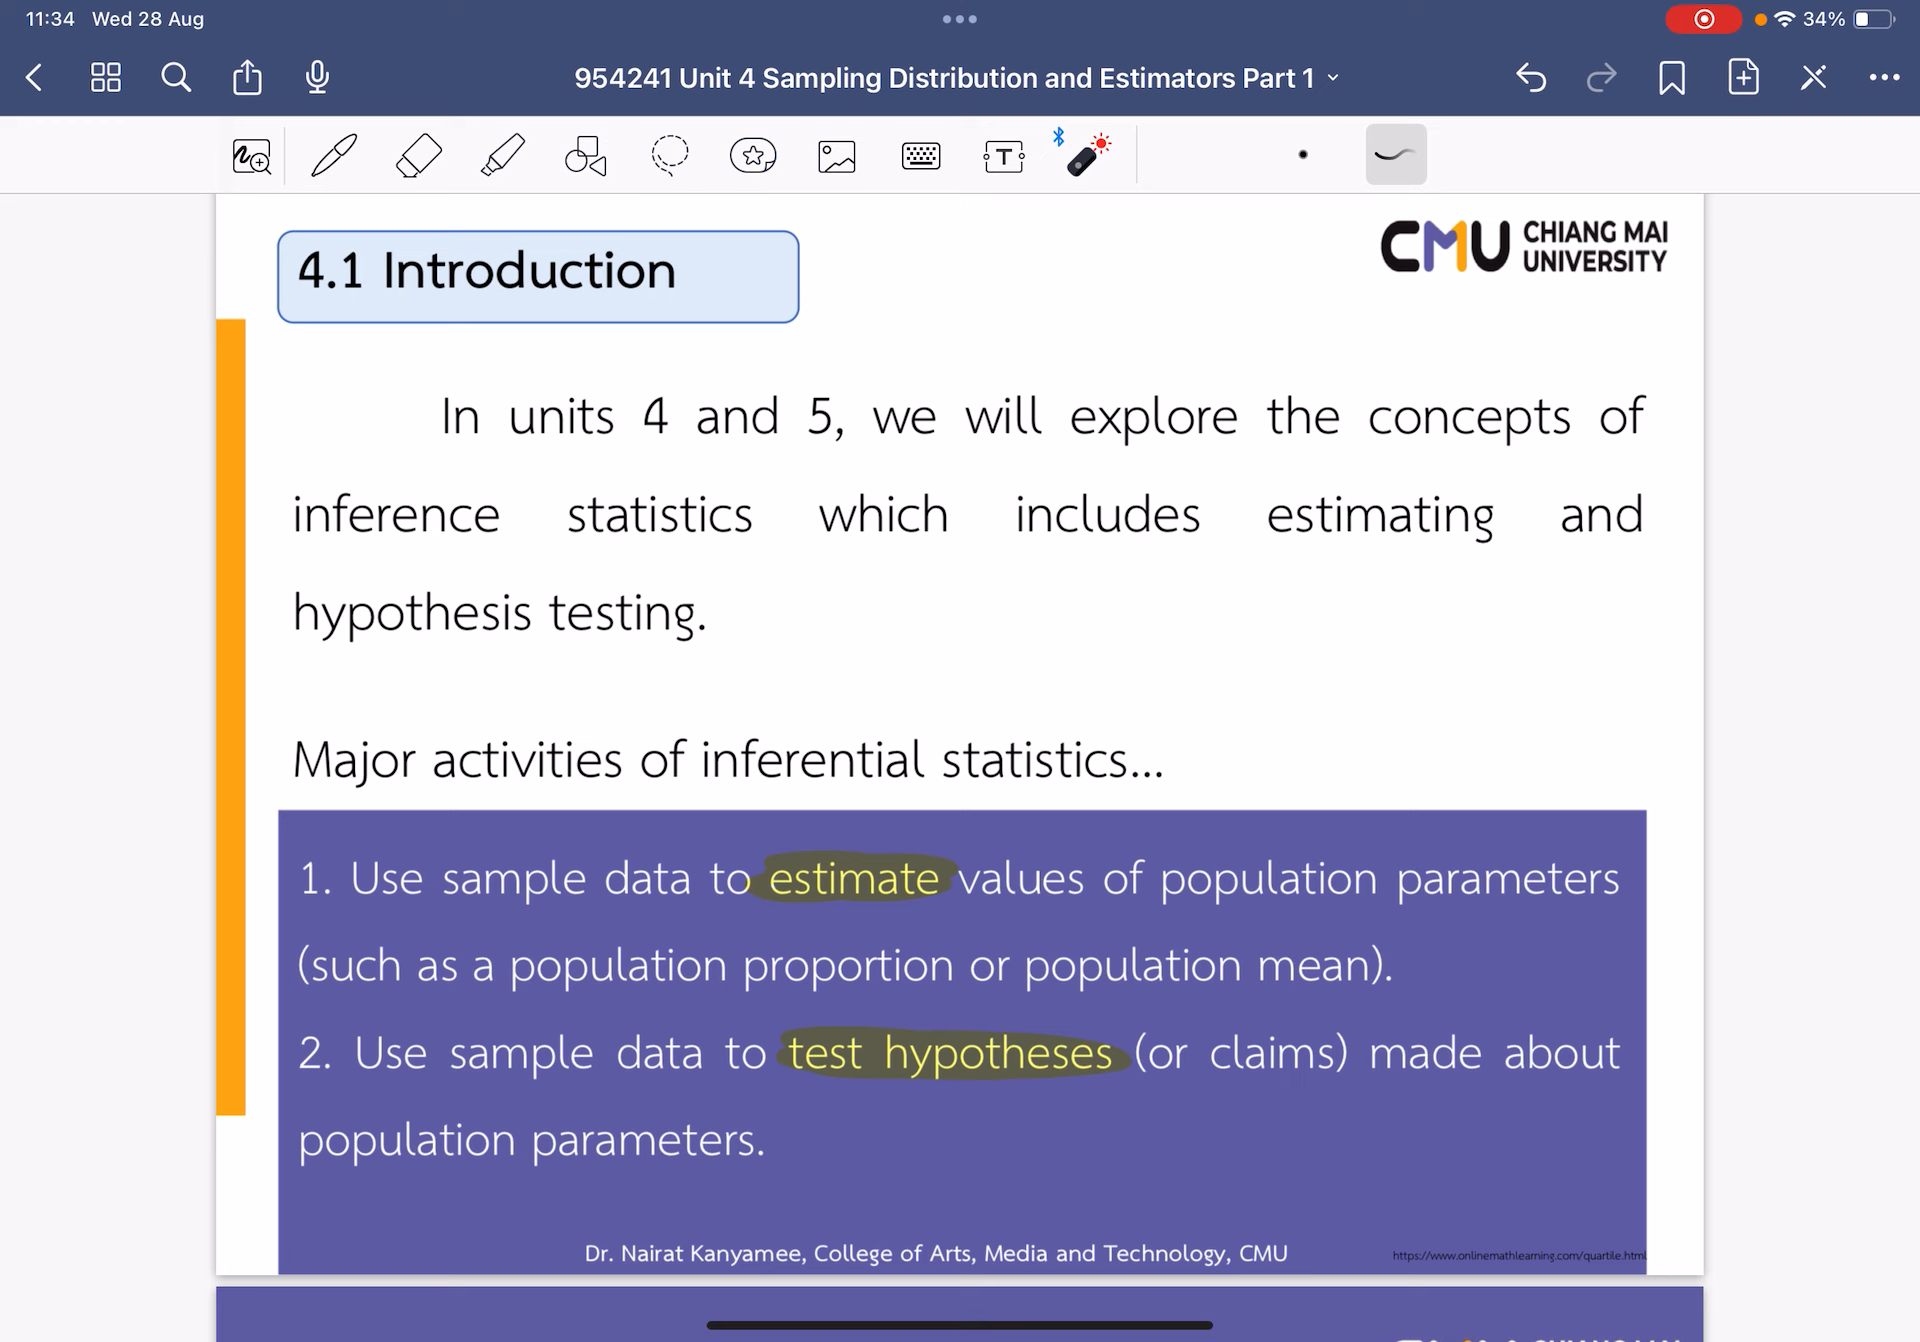 11:34 Wed 28 Aug
34%
954241 Unit 4 Sampling Distribution and Estimators Part 1
4.1 Introduction
CMU CHIANG MAI
UNIVERSITY
In units 4 and 5, we will explore the concepts of
inference statistics which includes estimating and
hypothesis testing.
Major activities of inferential statistics...
1. Use sample data to estimate values of population parameters
(such as a population proportion or population mean).
2. Use sample data to test hypotheses (or claims) made about
population parameters.
Dr. Nairat Kanyamee, College of Arts, Media and Technology, CMU
https://www.onlinemathlearning.com/quartile.html